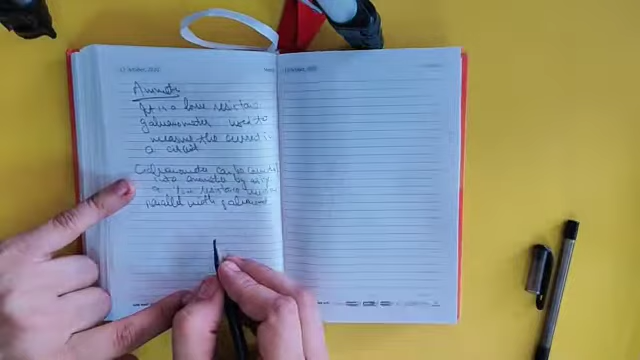 Ammeter
It is a low resistance
galvanometer used to
measure the current in
a circuit
Galvanometer can be converted
into ammeter by using
a low resistance
parallel with galvanometer